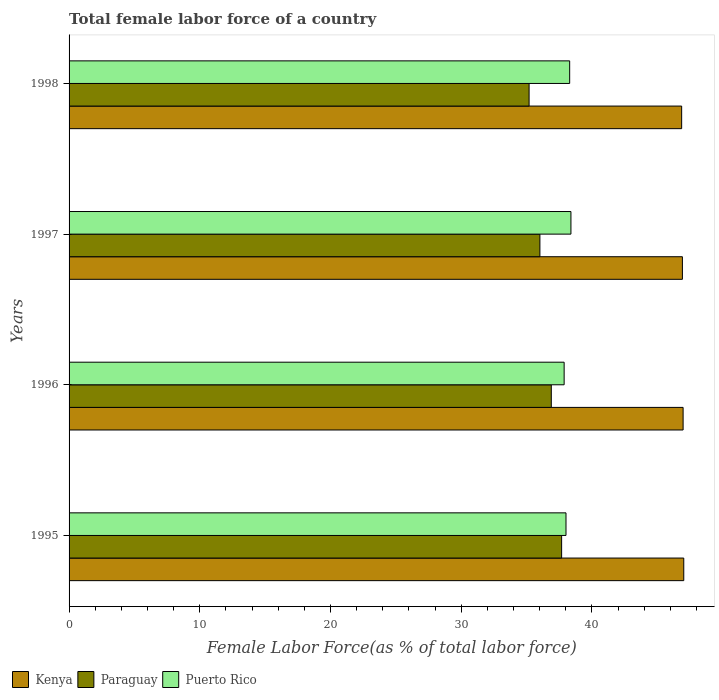 Total female labor force of a country
1998
1997
1996
1995
Years
0
10
20
30
40
Female Labor Force(as % of total labor force)
Kenya
Paraguay
Puerto Rico